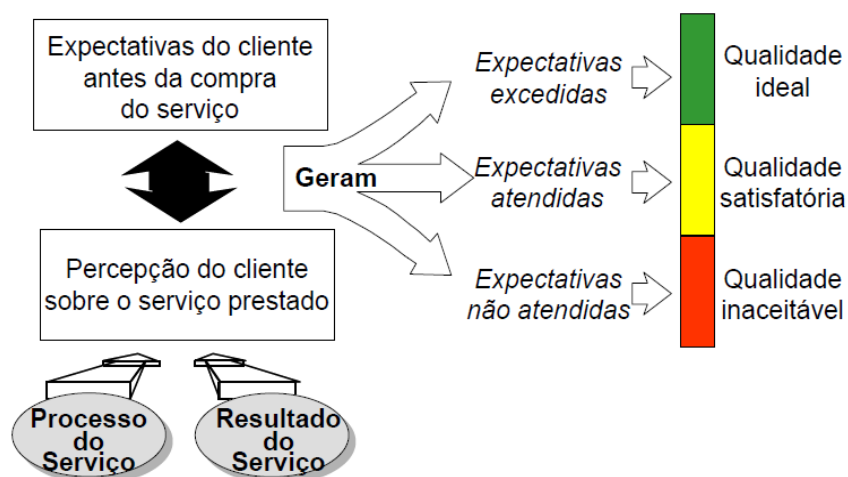 Expectativas do cliente
antes da compra
do serviço
Percepção do cliente
sobre o serviço prestado
Processo
do
Serviço
Resultado
do
Serviço
Geram
Expectativas
excedidas
Qualidade
ideal
Expectativas
atendidas
Qualidade
satisfatória
Expectativas
não atendidas
Qualidade
inaceitável